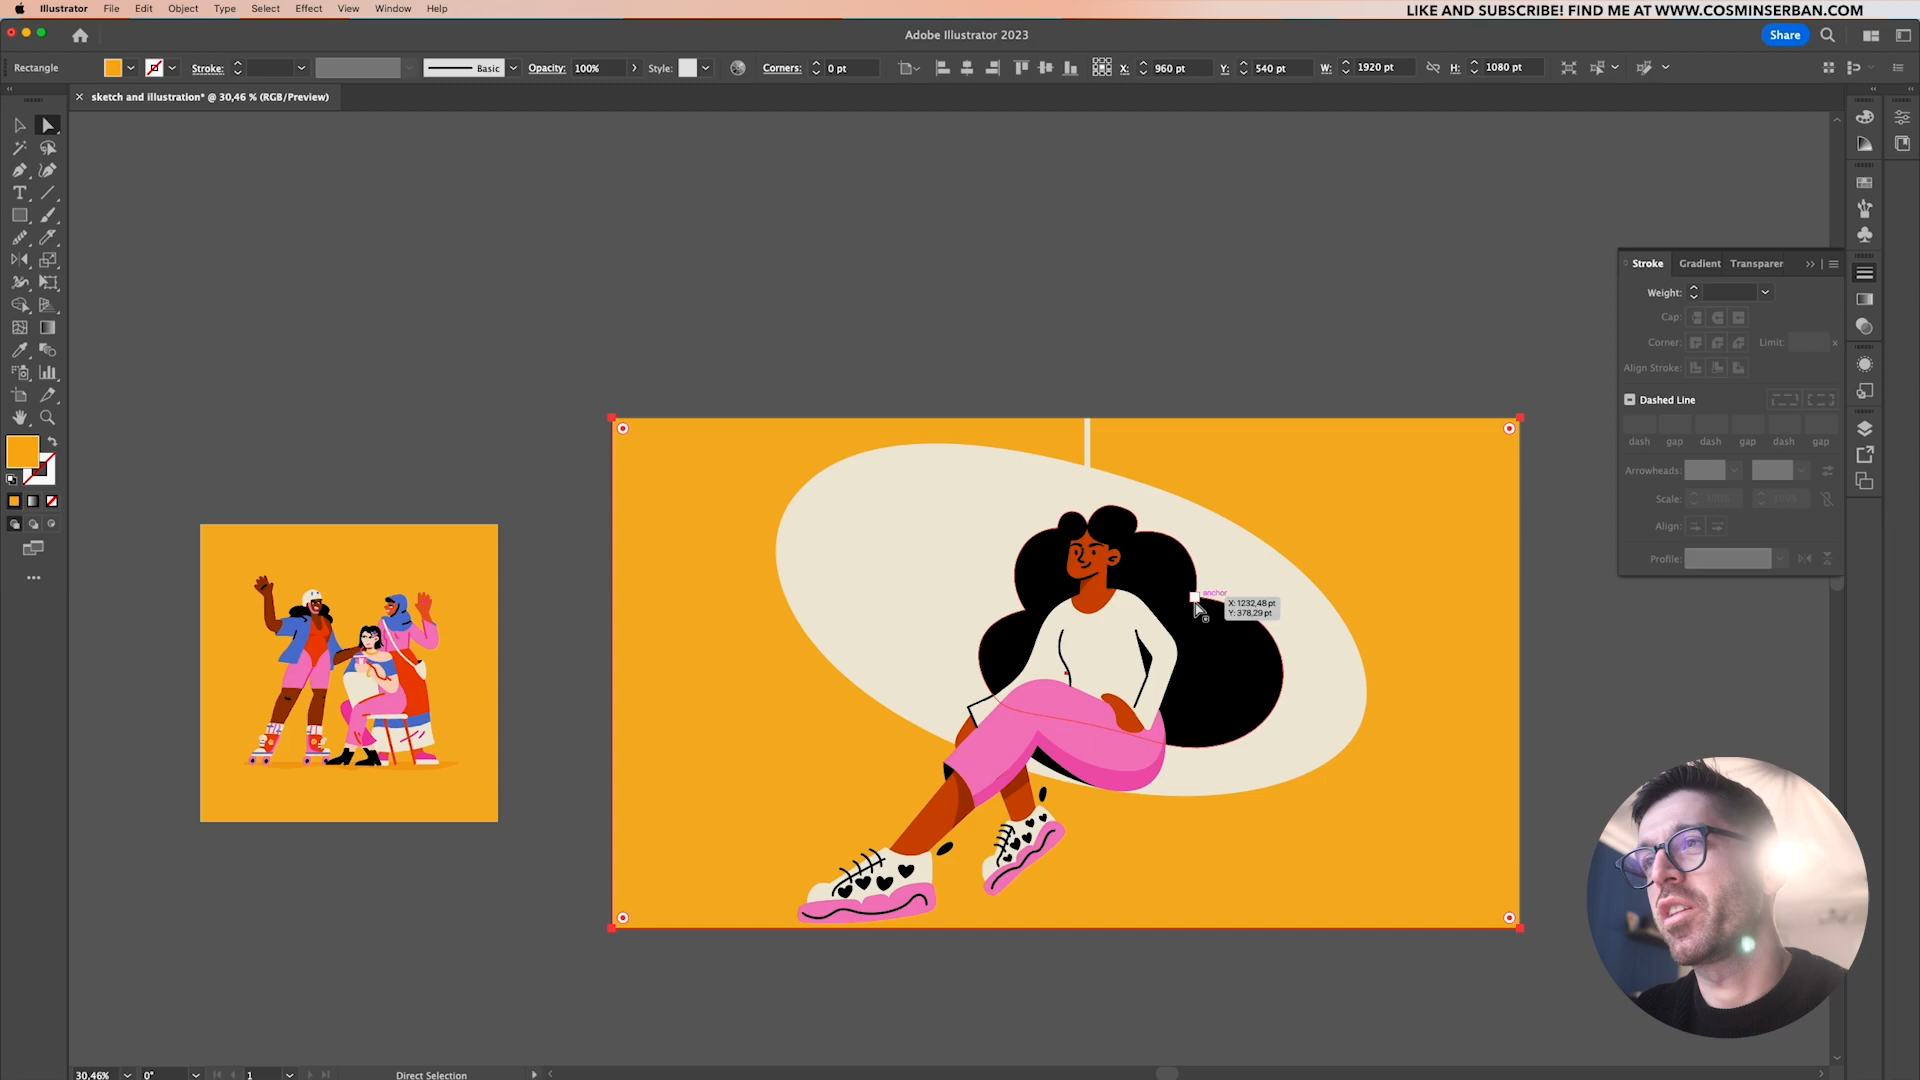 Illustrator File Edit Object Type Select Effect View Window Help
LIKE AND SUBSCRIBE! FIND ME AT WWW.COSMINSERBAN.COM
Adobe Illustrator 2023
Share
Rectangle Stroke: Basic Opacity: 100% Style: Corners: 0 pt X: 960 pt Y: 540 pt W: 1920 pt H: 1080 pt
sketch and illustration* @ 30,46 % (RGB/Preview)
Stroke Gradient Transparer
Weight:
Cap:
Corner: Limit: x
Align Stroke:
Dashed Line
dash gap dash gap dash gap
Arrowheads:
Scale: 100% 100%
Align:
Profile:
anchor
X: 1232,48 pt
Y: 378,29 pt
30,46% 0° 1 Direct Selection